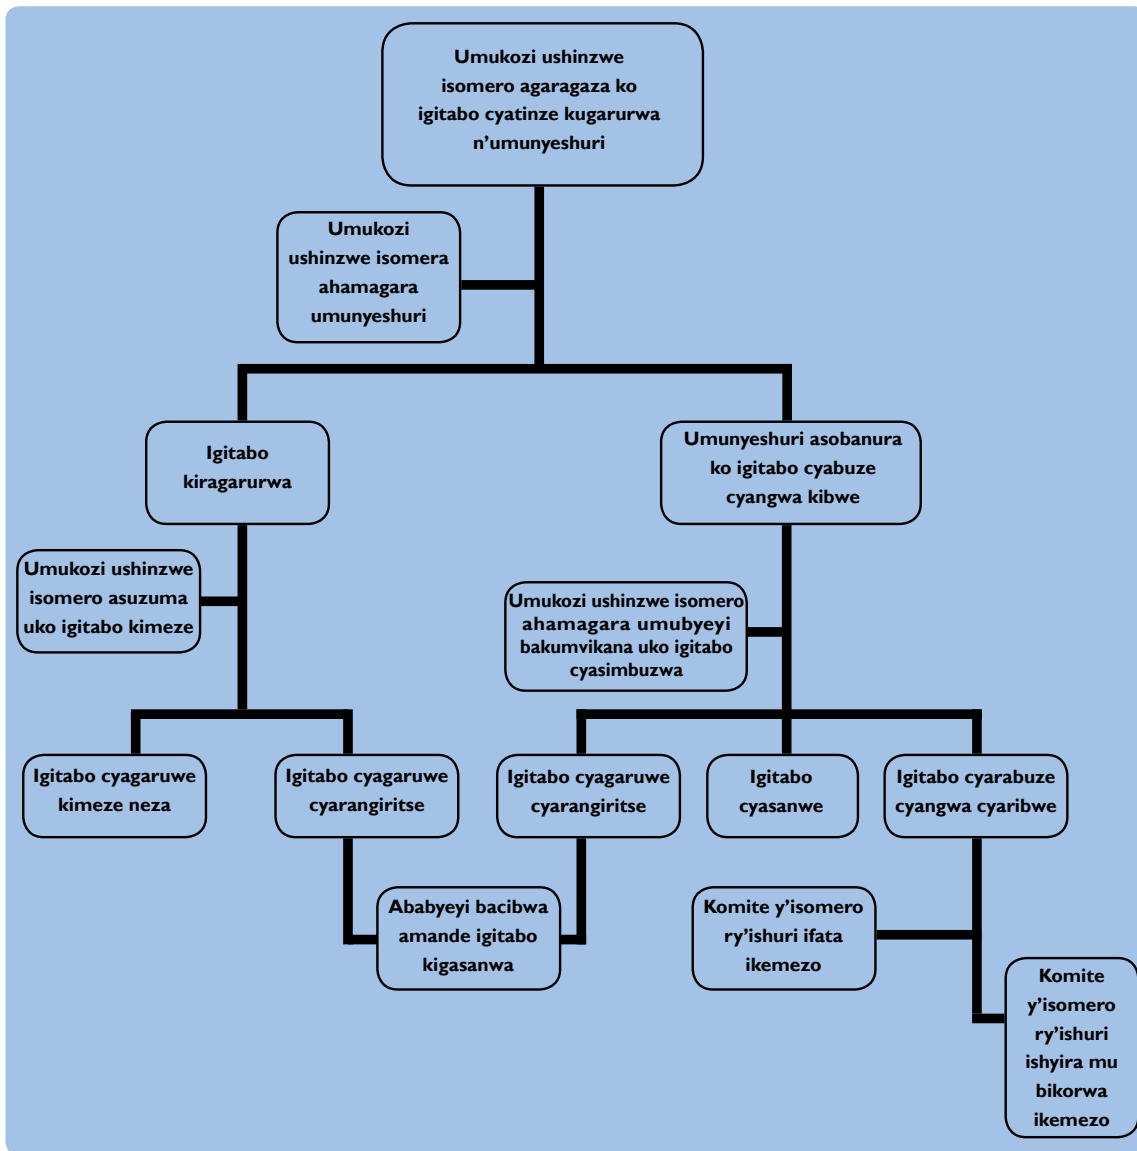 Umukozi ushinzwe
isomero agaragaza ko
igitabo cyatinze kugarurwa
n'umunyeshuri
Umukozi
ushinzwe isomera
ahamagara
umunyeshuri
Igitabo
kiragarurwa
Umunyeshuri asobanura
ko igitabo cyabuze
cyangwa kibwe
Umukozi ushinzwe
isomero asuzuma
uko igitabo kimeze
Umukozi ushinzwe isomero
ahamagara umubyeyi
bakumvikana uko igitabo
cyasimbuzwa
Igitabo cyagaruwe
kimeze neza
Igitabo cyagaruwe
cyarangiritse
Igitabo cyagaruwe
cyarangiritse
Igitabo
cyasanwe
Igitabo cyarabuze
cyangwa cyaribwe
Ababyeyi bacibwa
amande igitabo
kigasanwa
Komite y'isomero
ry'ishuri ifata
ikemezo
Komite
y'isomero
ry'ishuri
ishyira mu
bikorwa
ikemezo